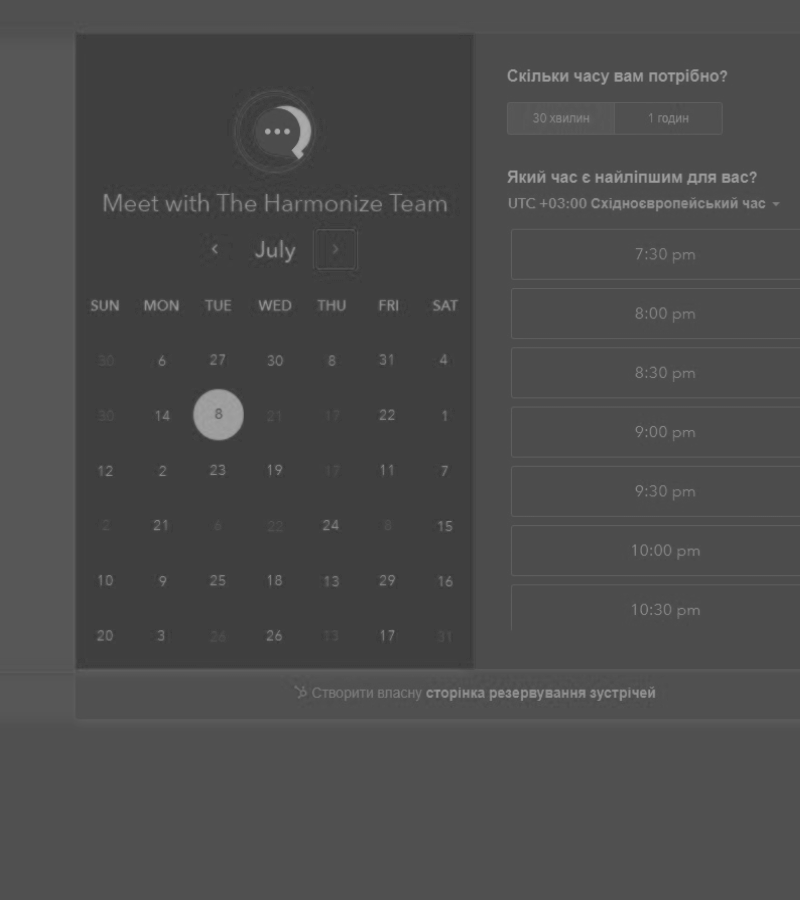 Meet with The Harmonize Team
July
SUN MON TUE WED THU FRI SAT
30 6 27 30 8 31 4
30 14 8 21 17 22 1
12 2 23 19 17 11 7
2 21 6 22 24 8 15
10 9 25 18 13 29 16
20 3 26 26 13 17 31
Скільки часу вам потрібно?
30 хвилин 1 годин
Який час є найліпшим для вас?
UTC +03:00 Східноєвропейський час
7:30 pm
8:00 pm
8:30 pm
9:00 pm
9:30 pm
10:00 pm
10:30 pm
Створити власну сторінка резервування зустрічей